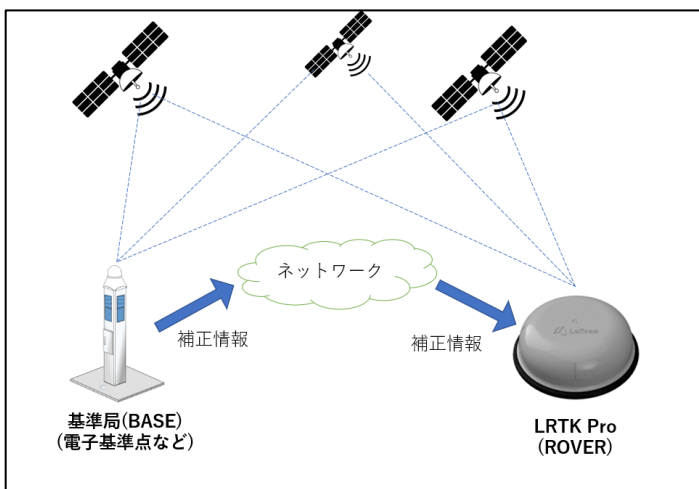 ネットワーク
補正情報
補正情報
Lefixea
基準局(BASE)
(電子基準点など)
LRTK Pro
(ROVER)